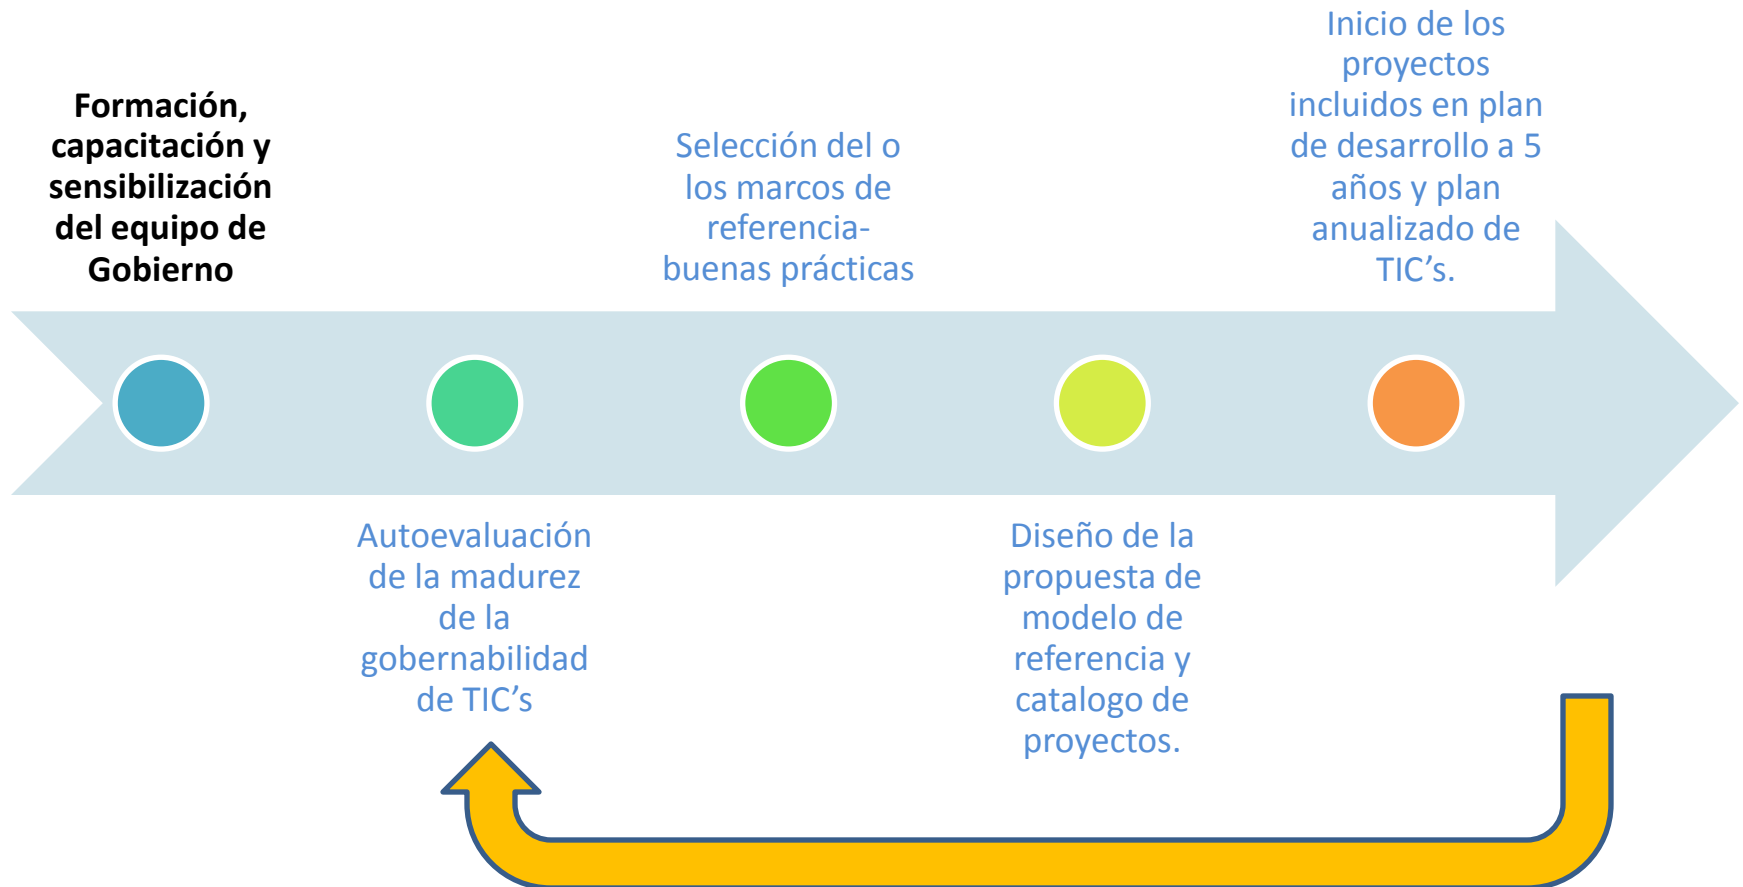 Formación,
capacitación y
sensibilización
del equipo de
Gobierno
Autoevaluación
de la madurez
de la
gobernabilidad
de TIC’s
Selección del o
los marcos de
referencia-
buenas prácticas
Diseño de la
propuesta de
modelo de
referencia y
catalogo de
proyectos.
Inicio de los
proyectos
incluidos en plan
de desarrollo a 5
años y plan
anualizado de
TIC’s.